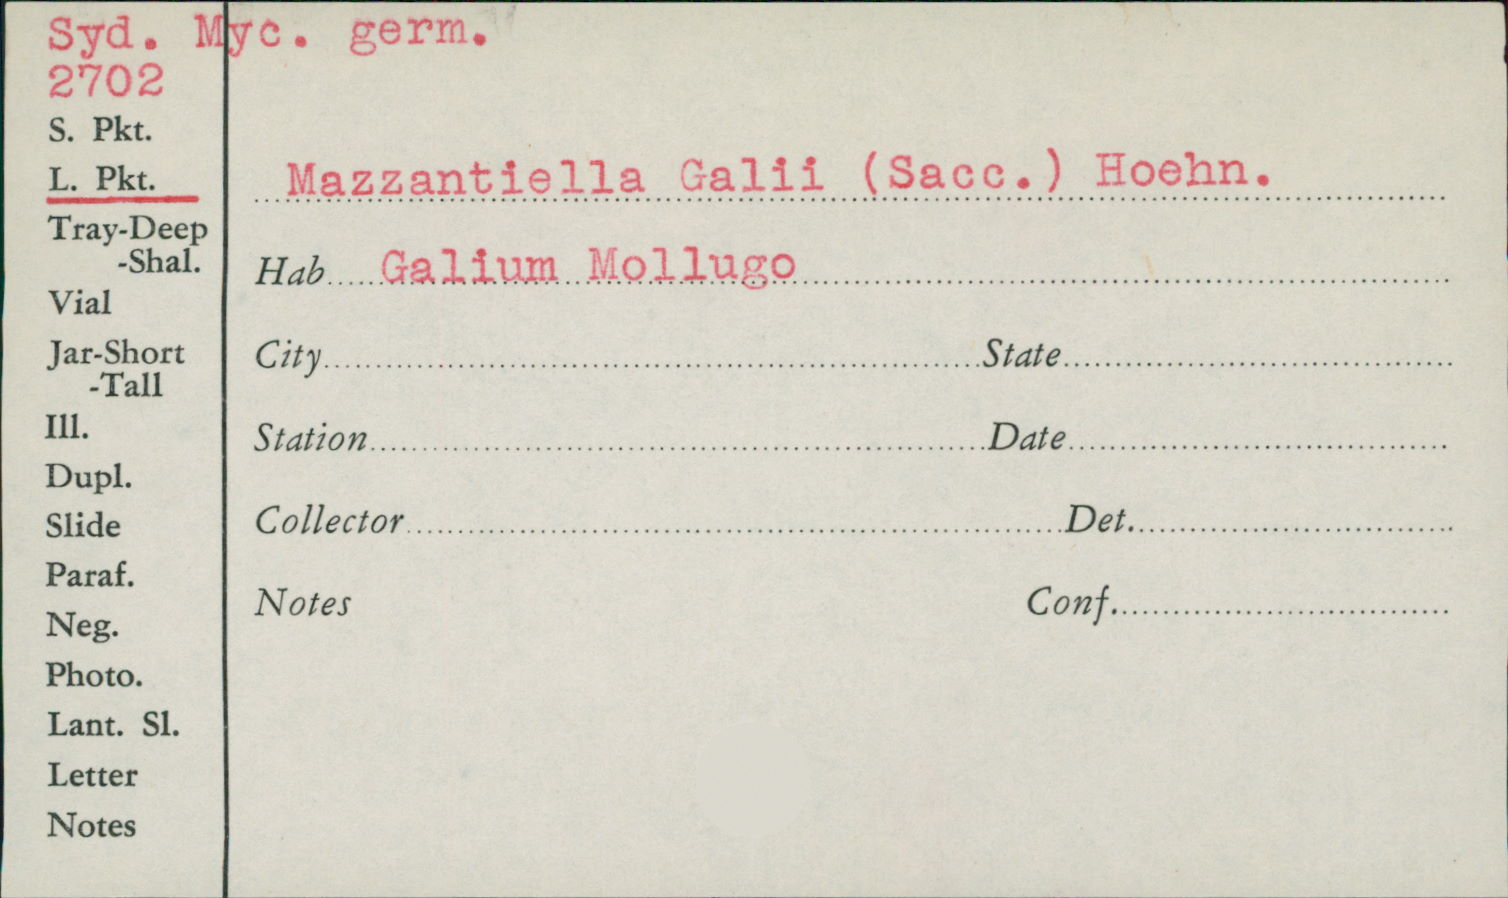 Syd. Myc. germ.
2702
S. Pkt.
L. Pkt.
Tray-Deep
-Shal.
Vial
Jar-Short
-Tall
Ill.
Dupl.
Slide
Paraf.
Neg.
Photo.
Lant. Sl.
Letter
Notes
Mazzantiella Galii (Sacc.) Hoehn.
Hab Galium Mollugo
City State
Station Date
Collector Det.
Notes Conf.